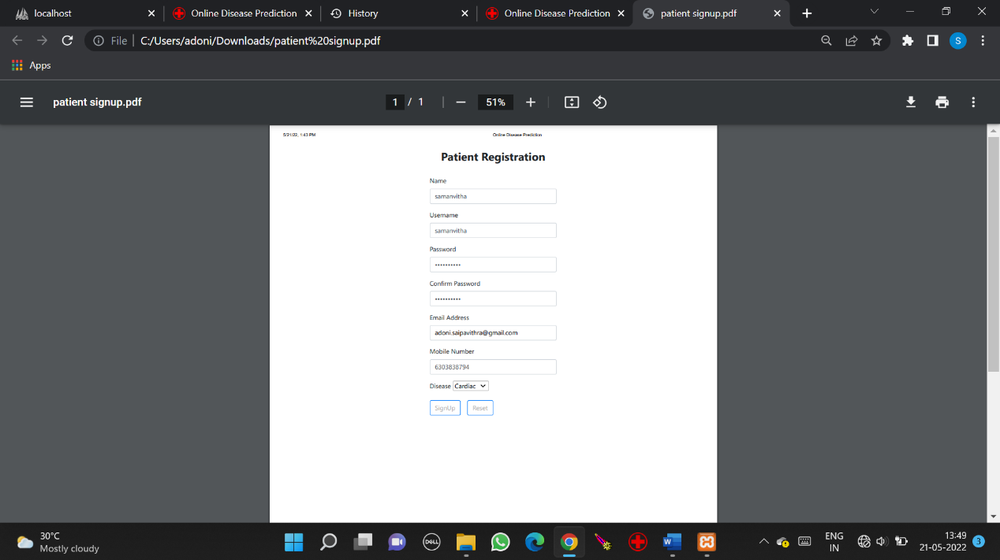 localhost
Online Disease Prediction
History
Online Disease Prediction
patient signup.pdf
File
C:/Users/adoni/Downloads/patient%20signup.pdf
S
Apps
patient signup.pdf
1 / 1
51%
5/21/22, 1:43 PM
Online Disease Prediction
Patient Registration
Name
samanvitha
Username
samanvitha
Password
••••••••••
Confirm Password
••••••••••
Email Address
adoni.saipavithra@gmail.com
Mobile Number
6303838794
Disease Cardiac
SignUp Reset
30°C
Mostly cloudy
DELL
W
ENG
IN
13:49
21-05-2022
3